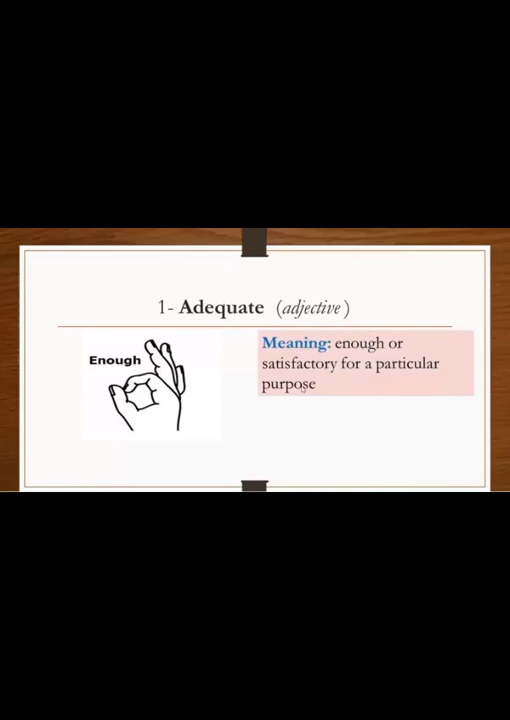 1- Adequate (adjective )
Enough
Meaning: enough or
satisfactory for a particular
purpose